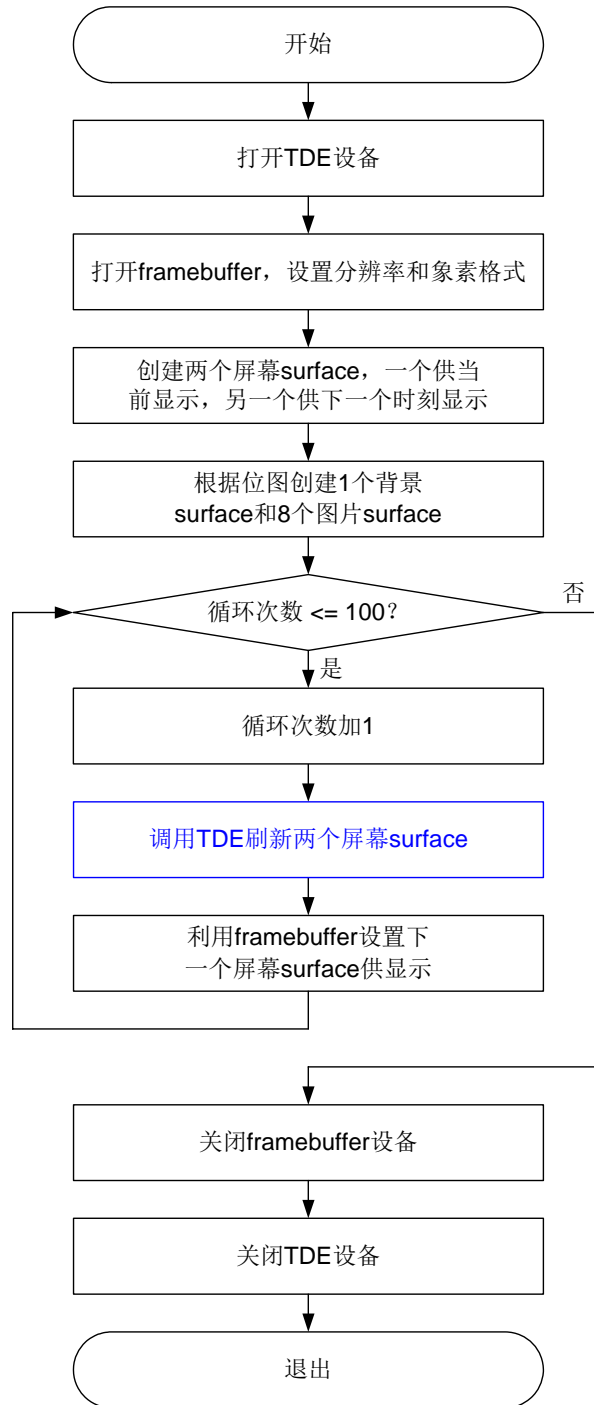 开始
打开TDE设备
打开framebuffer，设置分辨率和象素格式
创建两个屏幕surface，一个供当
前显示，另一个供下一个时刻显示
根据位图创建1个背景
surface和8个图片surface
循环次数 <= 100？
否
是
循环次数加1
调用TDE刷新两个屏幕surface
利用framebuffer设置下
一个屏幕surface供显示
关闭framebuffer设备
关闭TDE设备
退出